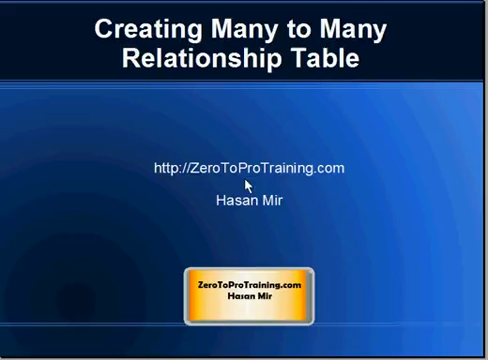 Creating Many to Many
Relationship Table
http://ZeroToProTraining.com
Hasan Mir
ZeroToProTraining.com
Hasan Mir